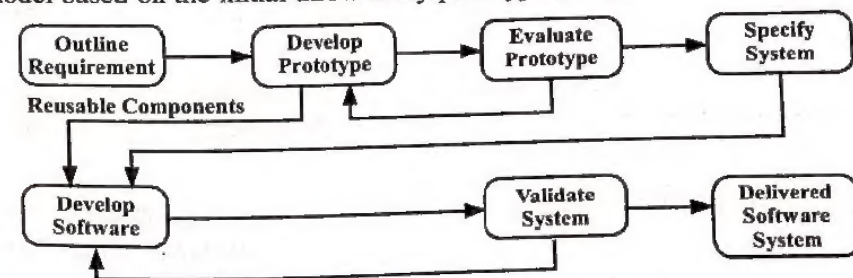 Outline
Requirement
Develop
Prototype
Evaluate
Prototype
Specify
System
Reusable Components
Develop
Software
Validate
System
Delivered
Software
System